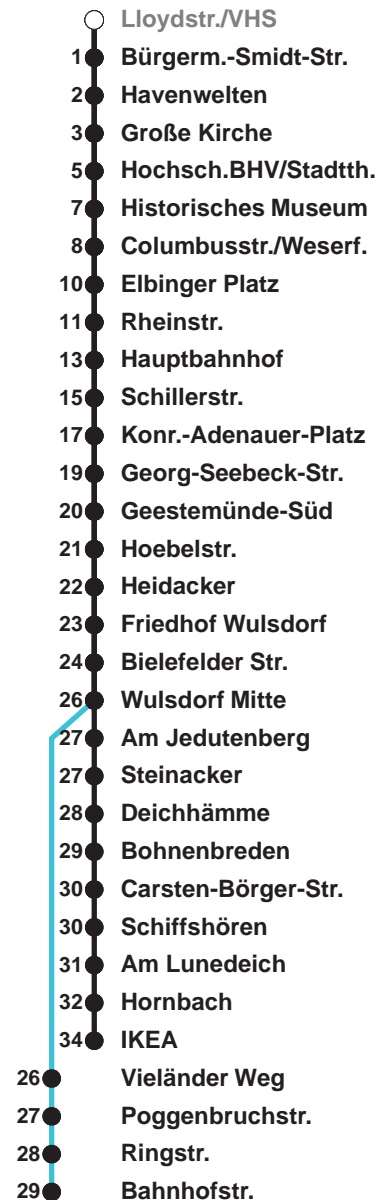 Lloydstr./VHS
1 Bürgerm.-Smidt-Str.
2 Havenwelten
3 Große Kirche
5 Hochsch.BHV/Stadtth.
7 Historisches Museum
8 Columbusstr./Weserf.
10 Elbinger Platz
11 Rheinstr.
13 Hauptbahnhof
15 Schillerstr.
17 Konr.-Adenauer-Platz
19 Georg-Seebeck-Str.
20 Geestemünde-Süd
21 Hoebelstr.
22 Heidacker
23 Friedhof Wulsdorf
24 Bielefelder Str.
26 Wulsdorf Mitte
27 Am Jedutenberg
27 Steinacker
28 Deichhämme
29 Bohnenbreden
30 Carsten-Börger-Str.
30 Schiffshören
31 Am Lunedeich
32 Hornbach
34 IKEA
26 Vieländer Weg
27 Poggenbruchstr.
28 Ringstr.
29 Bahnhofstr.